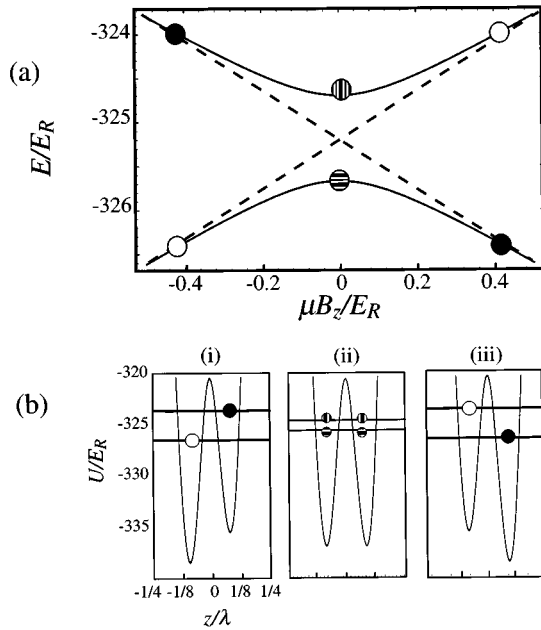 (a)
E/E_R
-324
-325
-326
-0.4 -0.2 0 0.2 0.4
μB_z/E_R
(b)
(i) (ii) (iii)
U/E_R
-320
-325
-330
-335
-1/4 -1/8 0 1/8 1/4
z/λ